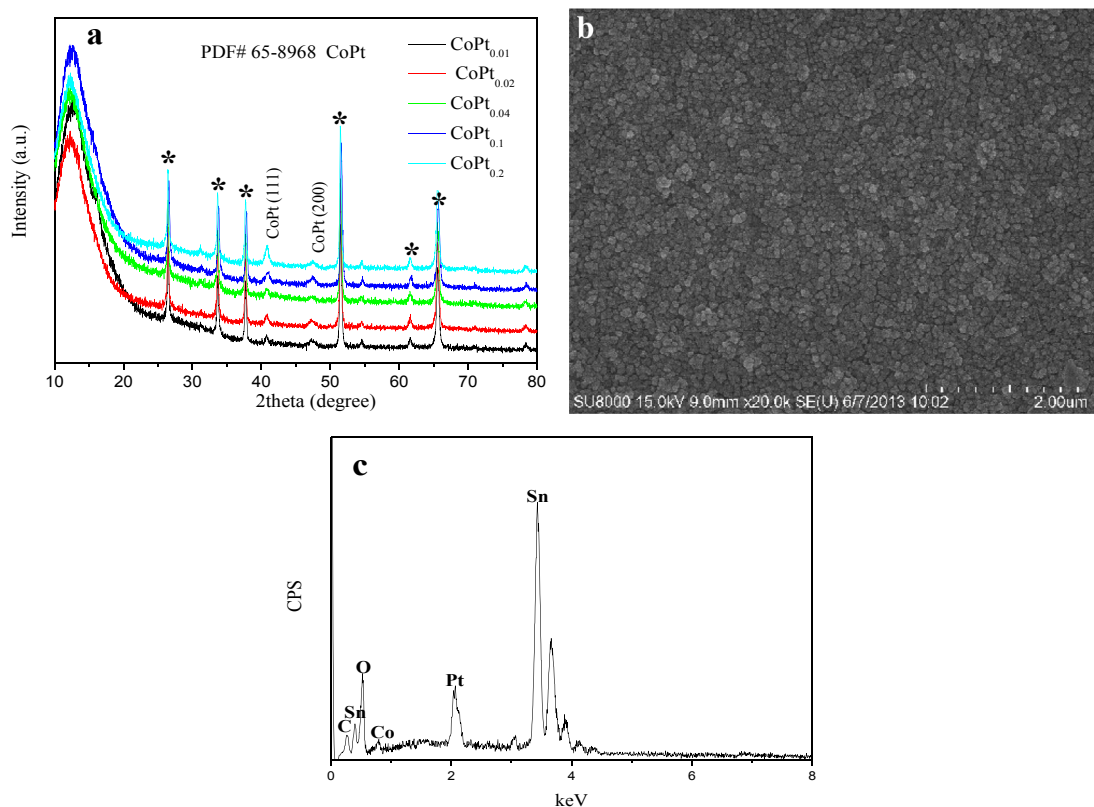 a
PDF# 65-8968 CoPt
CoPt0.01
CoPt0.02
CoPt0.04
CoPt0.1
CoPt0.2
Intensity (a.u.)
* * * * * *
CoPt (111)
CoPt (200)
10 20 30 40 50 60 70 80
2theta (degree)
b
SU8000 15.0kV 9.0mm x20.0k SE(U) 6/7/2013 10:02
2.00um
c
CPS
Sn
Pt
O
Sn
C
Co
0 2 4 6 8
keV